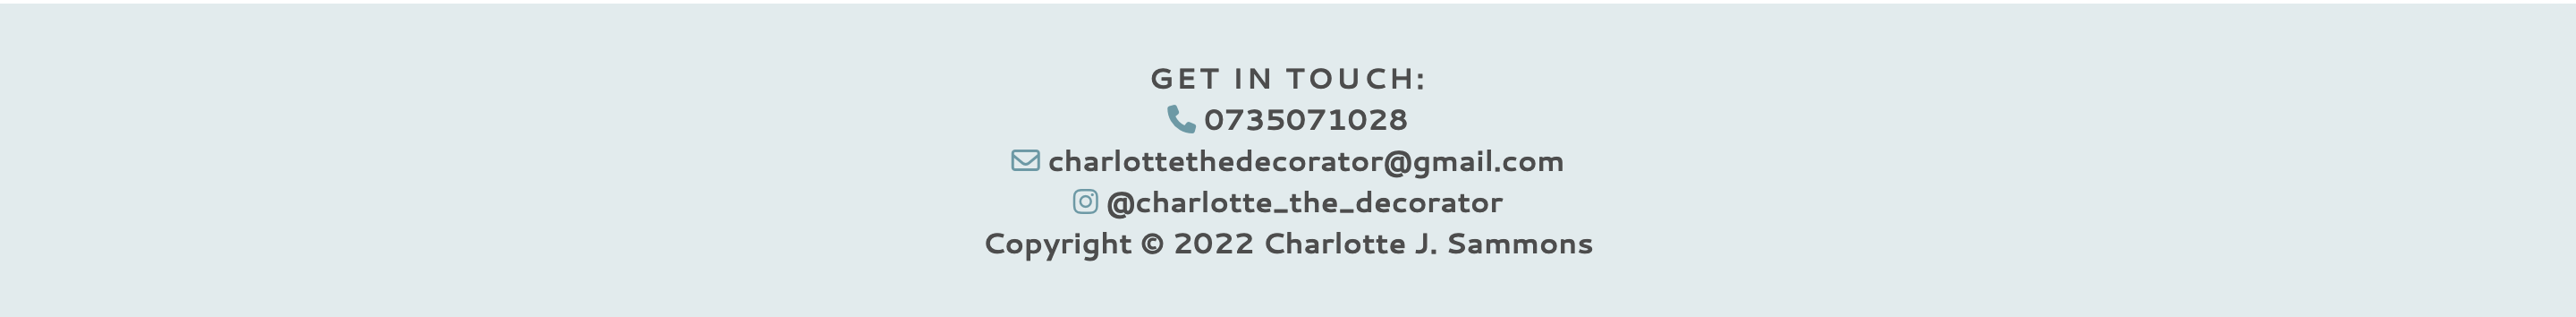 GET IN TOUCH:
0735071028
charlottethedecorator@gmail.com
@charlotte_the_decorator
Copyright © 2022 Charlotte J. Sammons